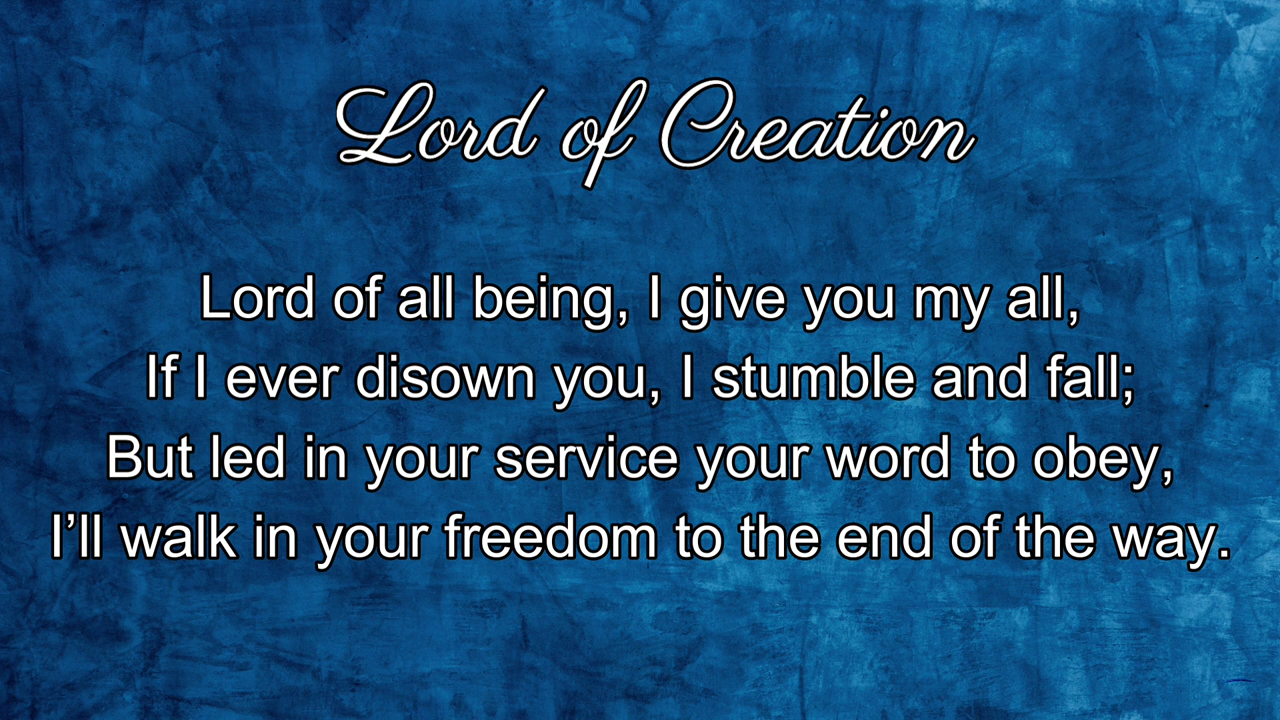 Lord of Creation
Lord of all being, I give you my all,
If I ever disown you, I stumble and fall;
But led in your service your word to obey,
I’ll walk in your freedom to the end of the way.